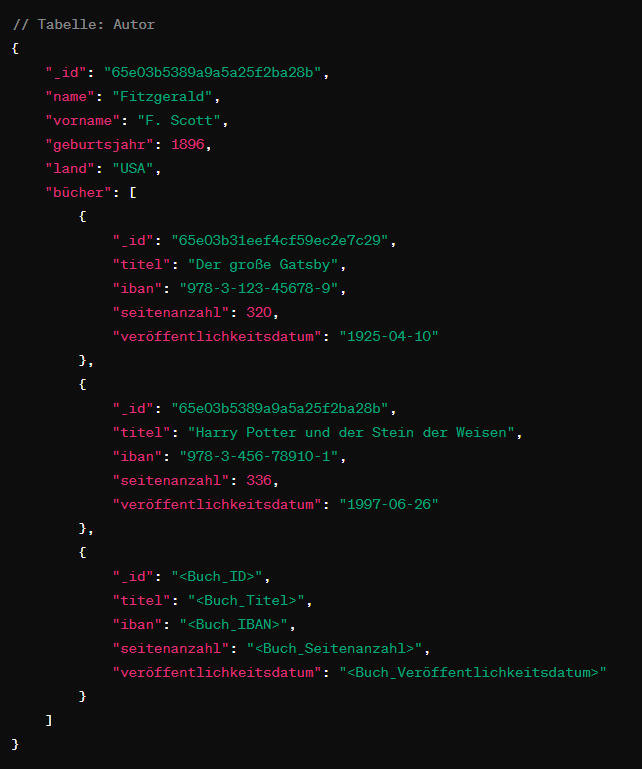 // Tabelle: Autor
{
    "_id": "65e03b5389a9a5a25f2ba28b",
    "name": "Fitzgerald",
    "vorname": "F. Scott",
    "geburtsjahr": 1896,
    "land": "USA",
    "bücher": [
        {
            "_id": "65e03b31eef4cf59ec2e7c29",
            "titel": "Der große Gatsby",
            "iban": "978-3-123-45678-9",
            "seitenanzahl": 320,
            "veröffentlichkeitsdatum": "1925-04-10"
        },
        {
            "_id": "65e03b5389a9a5a25f2ba28b",
            "titel": "Harry Potter und der Stein der Weisen",
            "iban": "978-3-456-78910-1",
            "seitenanzahl": 336,
            "veröffentlichkeitsdatum": "1997-06-26"
        },
        {
            "_id": "<Buch_ID>",
            "titel": "<Buch_Titel>",
            "iban": "<Buch_IBAN>",
            "seitenanzahl": "<Buch_Seitenanzahl>",
            "veröffentlichkeitsdatum": "<Buch_Veröffentlichkeitsdatum>"
        }
    ]
}